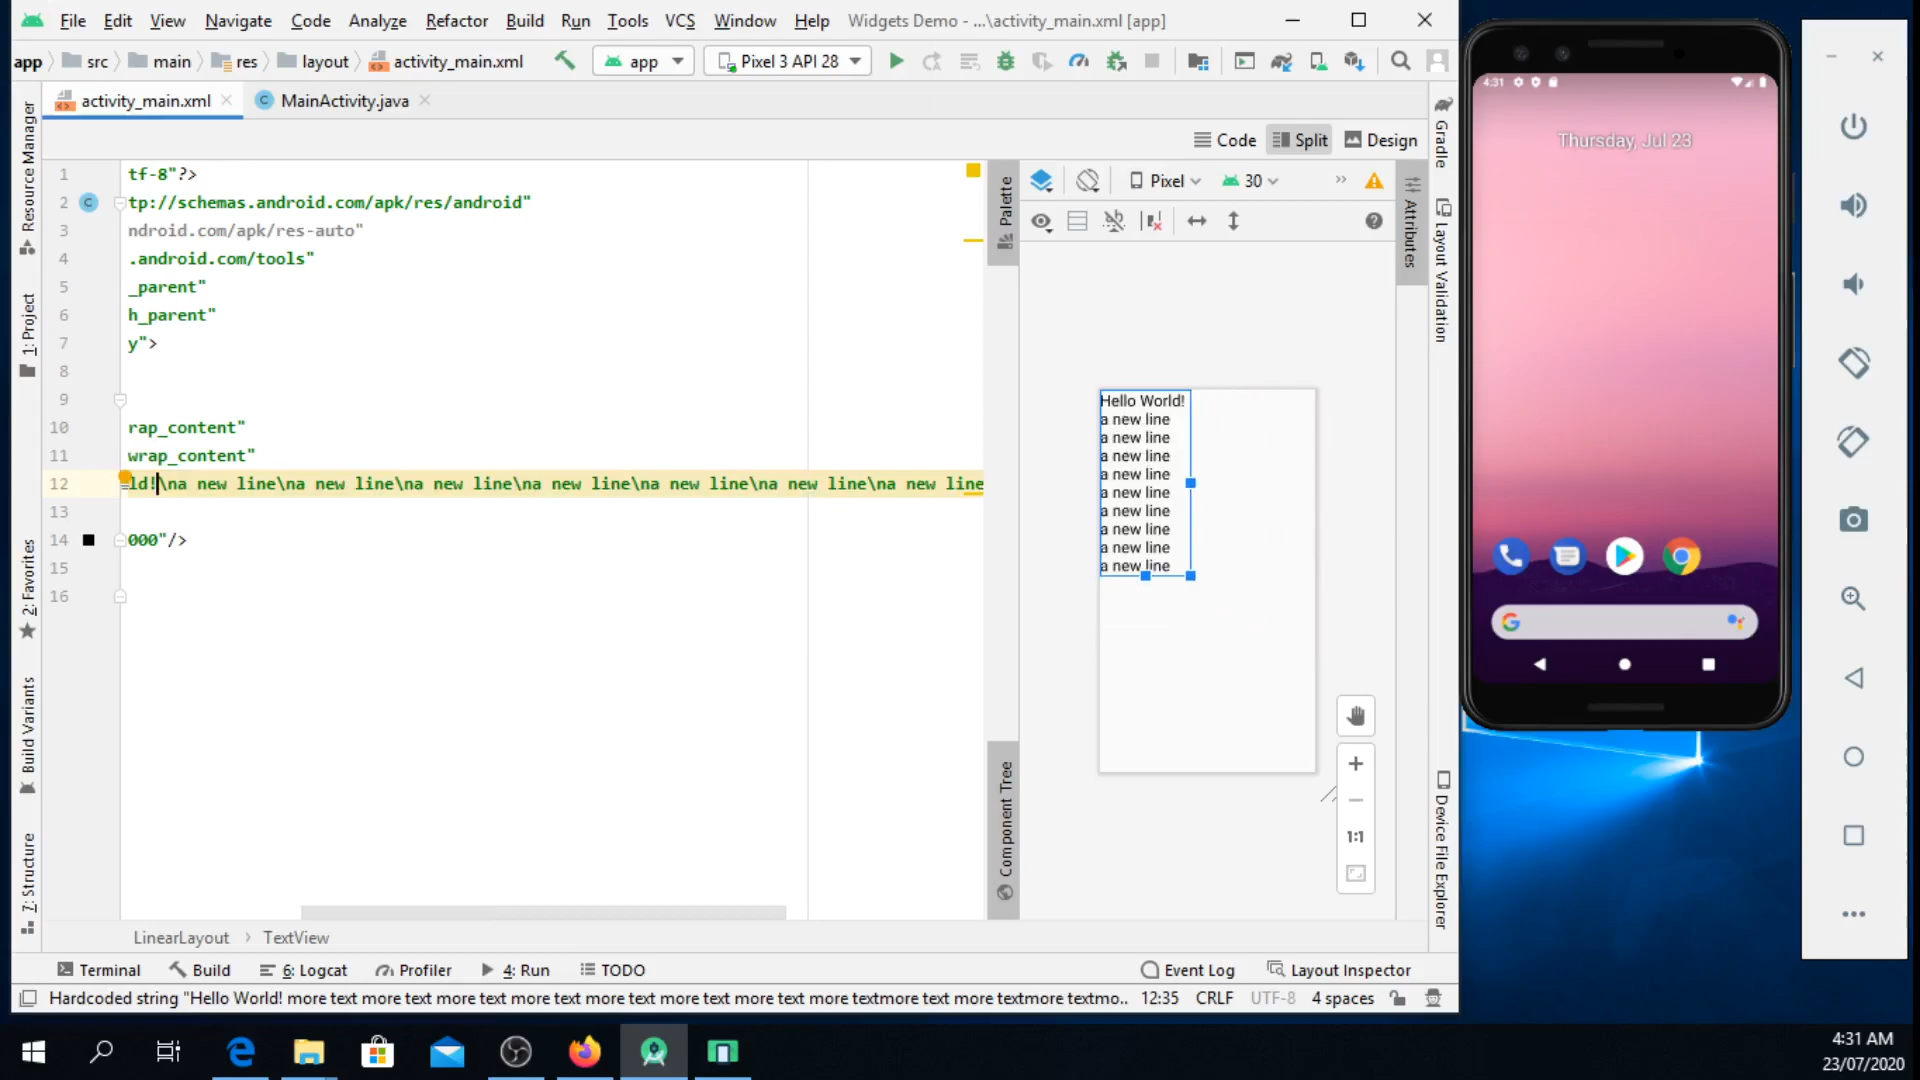 File Edit View Navigate Code Analyze Refactor Build Run Tools VCS Window Help Widgets Demo - ...\activity_main.xml [app]
app src main res layout activity_main.xml app Pixel 3 API 28
activity_main.xml MainActivity.java
Code Split Design
Resource Manager
1: Project
2: Favorites
Build Variants
7: Structure
1 tf-8"?>
2 tp://schemas.android.com/apk/res/android"
3 ndroid.com/apk/res-auto"
4 .android.com/tools"
5 _parent"
6 h_parent"
7 y">
8
9
10 rap_content"
11 wrap_content"
12 ld!\na new line\na new line\na new line\na new line\na new line\na new line\na new line
13
14 000"/>
15
16
Palette
Component Tree
Pixel 30
Hello World!
a new line
a new line
a new line
a new line
a new line
a new line
a new line
a new line
a new line
1:1
Attributes
Gradle
Layout Validation
Device File Explorer
LinearLayout TextView
Terminal Build 6: Logcat Profiler 4: Run TODO Event Log Layout Inspector
Hardcoded string "Hello World! more text more text more text more text more text more text more text more textmore text more textmore textmo.. 12:35 CRLF UTF-8 4 spaces
4:31
Thursday, Jul 23
4:31 AM
23/07/2020